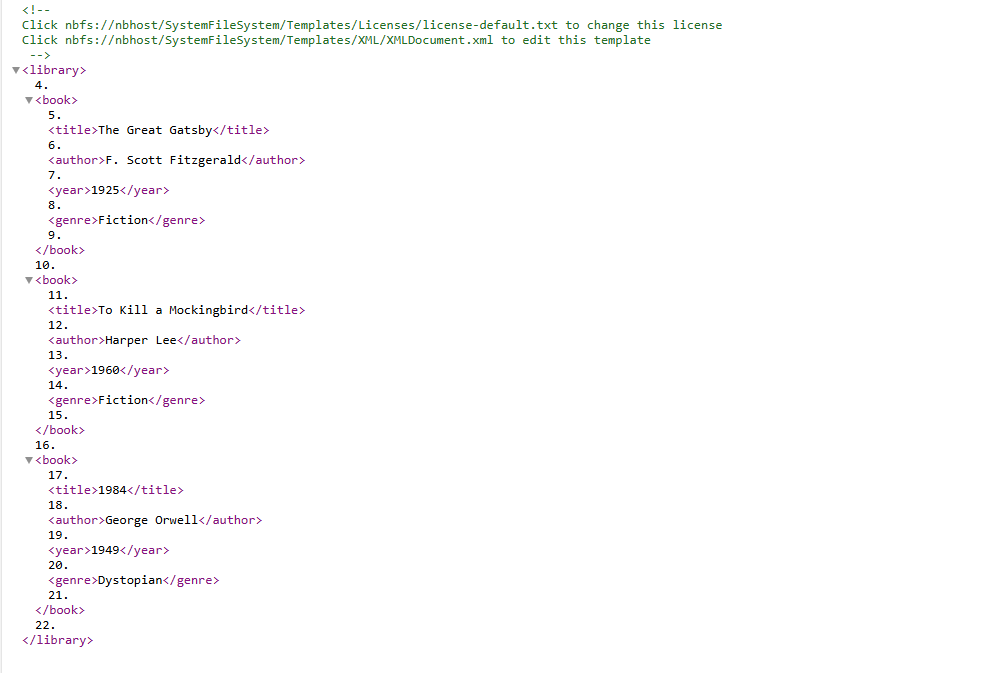 <!--
Click nbfs://nbhost/SystemFileSystem/Templates/Licenses/license-default.txt to change this license
Click nbfs://nbhost/SystemFileSystem/Templates/XML/XMLDocument.xml to edit this template
-->
▼<library>
4.
▼<book>
5.
<title>The Great Gatsby</title>
6.
<author>F. Scott Fitzgerald</author>
7.
<year>1925</year>
8.
<genre>Fiction</genre>
9.
</book>
10.
▼<book>
11.
<title>To Kill a Mockingbird</title>
12.
<author>Harper Lee</author>
13.
<year>1960</year>
14.
<genre>Fiction</genre>
15.
</book>
16.
▼<book>
17.
<title>1984</title>
18.
<author>George Orwell</author>
19.
<year>1949</year>
20.
<genre>Dystopian</genre>
21.
</book>
22.
</library>